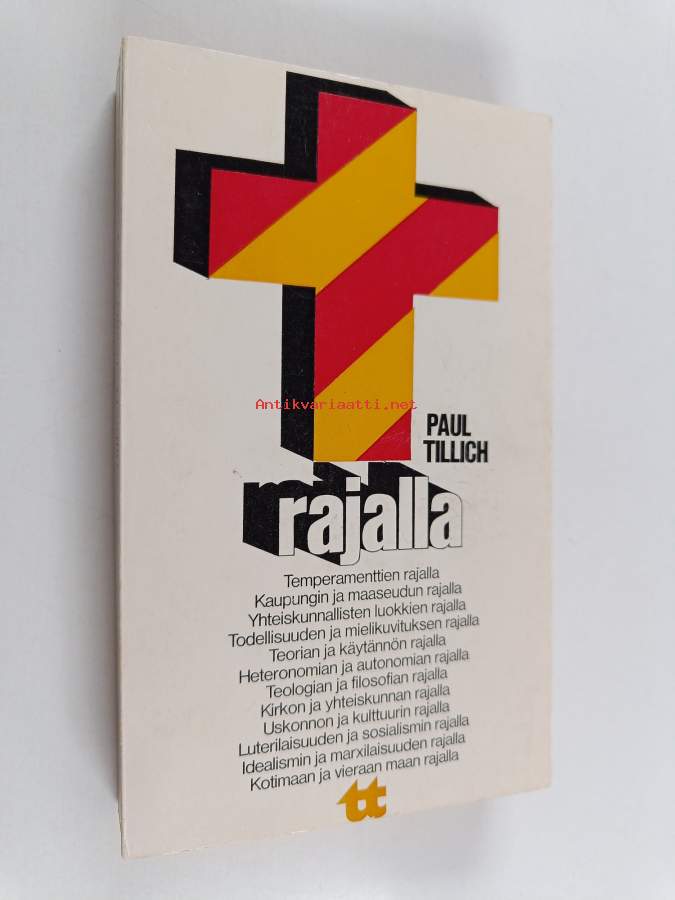 Antikvariaatti.net
PAUL
TILLICH
rajalla
Temperamenttien rajalla
Kaupungin ja maaseudun rajalla
Yhteiskunnallisten luokkien rajalla
Todellisuuden ja mielikuvituksen rajalla
Teorian ja käytännön rajalla
Heteronomian ja autonomian rajalla
Teologian ja filosofian rajalla
Kirkon ja yhteiskunnan rajalla
Uskonnon ja kulttuurin rajalla
Luterilaisuuden ja sosialismin rajalla
Idealismin ja marxilaisuuden rajalla
Kotimaan ja vieraan maan rajalla
tt